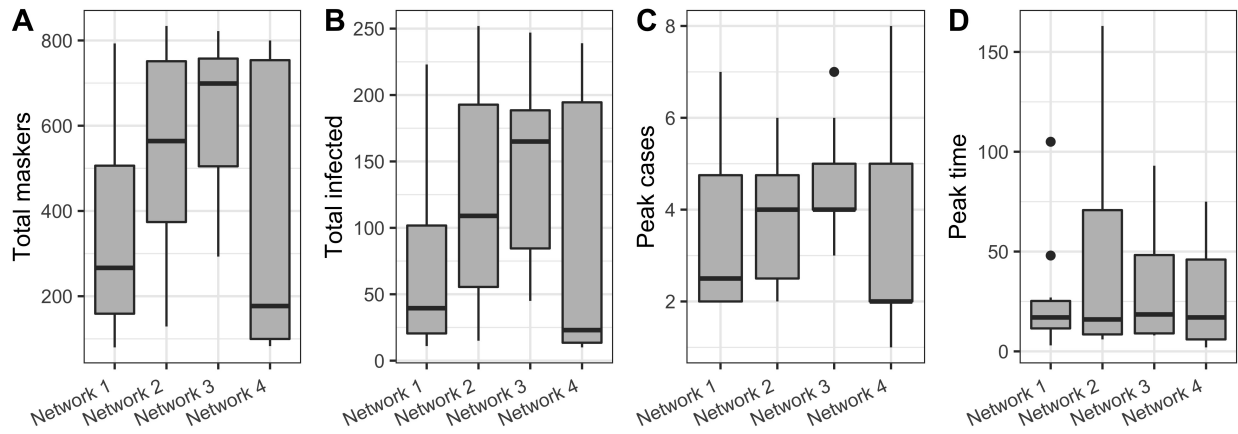 A
Total maskers
800
600
400
200
Network 1
Network 2
Network 3
Network 4
B
Total infected
250
200
150
100
50
0
Network 1
Network 2
Network 3
Network 4
C
Peak cases
8
6
4
2
Network 1
Network 2
Network 3
Network 4
D
Peak time
150
100
50
0
Network 1
Network 2
Network 3
Network 4